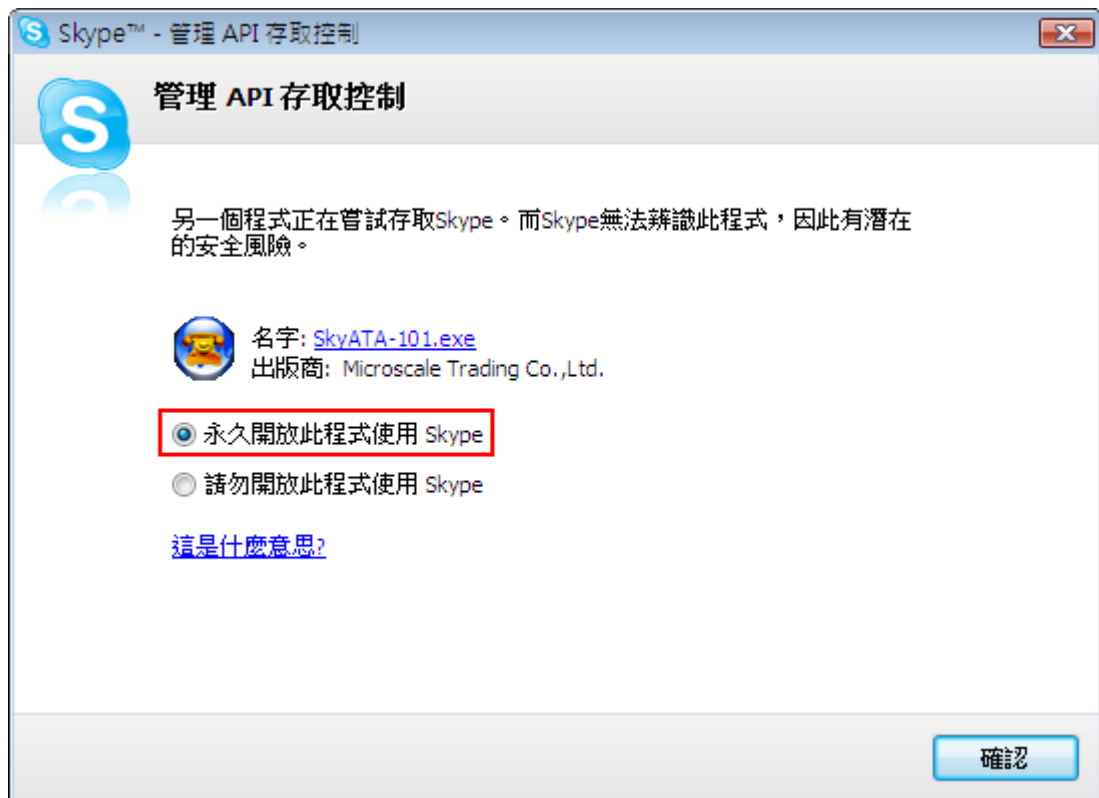 Skype™ - 管理 API 存取控制
管理 API 存取控制
另一個程式正在嘗試存取Skype。而Skype無法辨識此程式，因此有潛在
的安全風險。
名字: SkyATA-101.exe
出版商: Microscale Trading Co.,Ltd.
永久開放此程式使用 Skype
請勿開放此程式使用 Skype
這是什麼意思?
確認